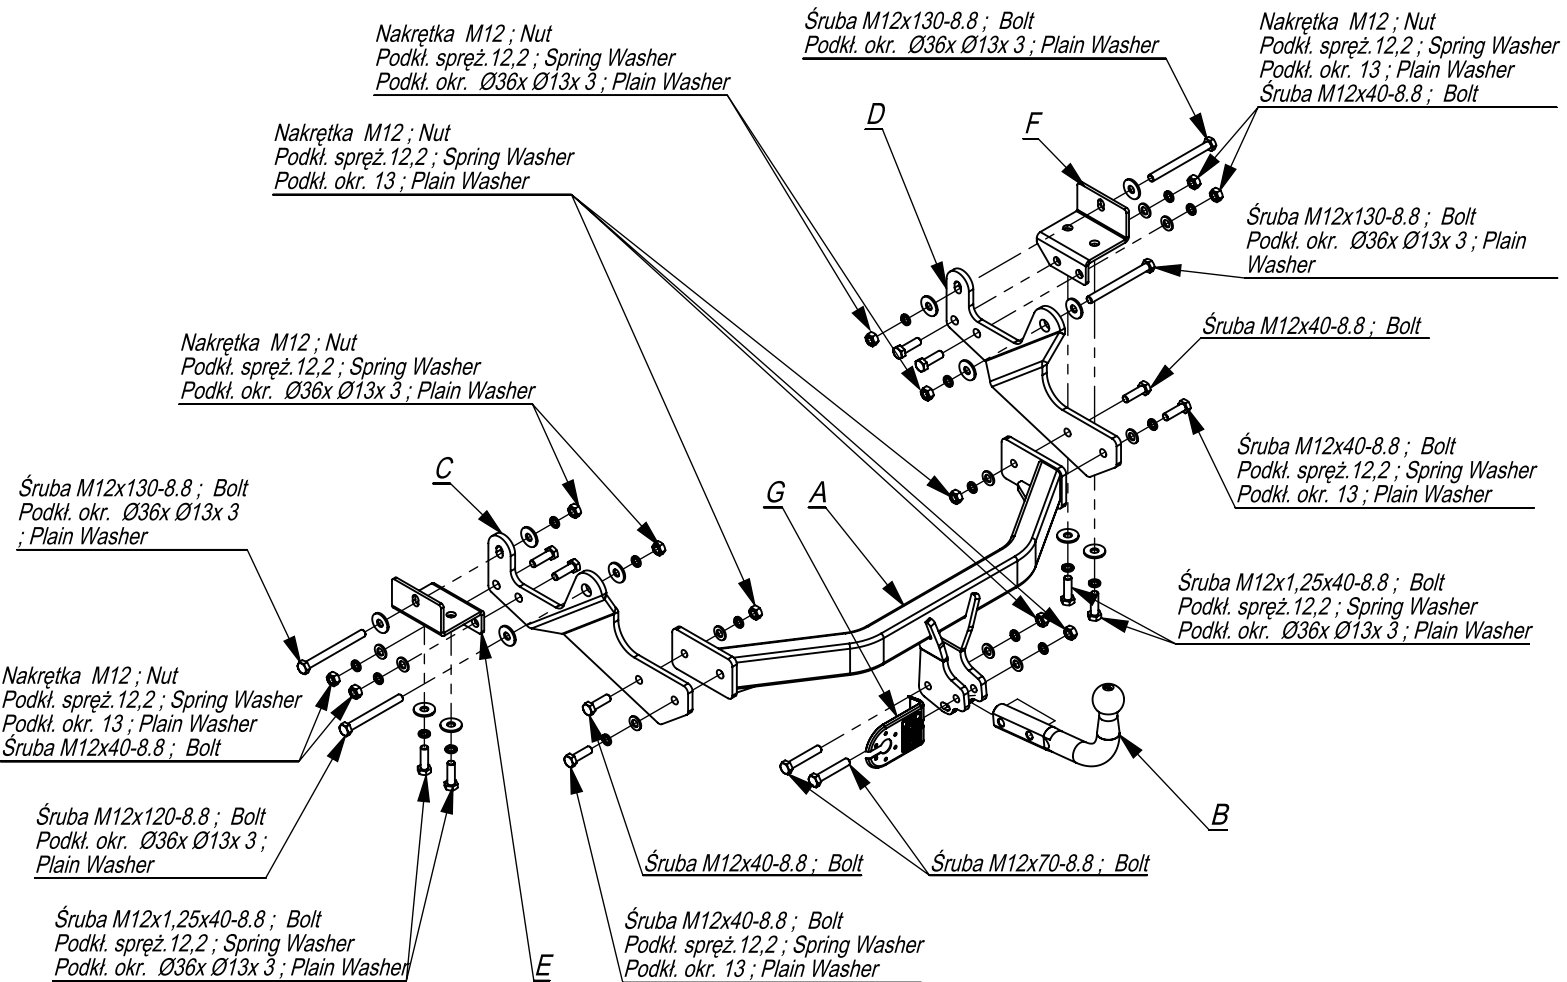 Nakrętka M12 ; Nut
Podkł. spręż.12,2 ; Spring Washer
Podkł. okr. Ø36x Ø13x 3 ; Plain Washer
Śruba M12x130-8.8 ; Bolt
Podkł. okr. Ø36x Ø13x 3 ; Plain Washer
Nakrętka M12 ; Nut
Podkł. spręż.12,2 ; Spring Washer
Podkł. okr. 13 ; Plain Washer
Śruba M12x40-8.8 ; Bolt
D
F
Nakrętka M12 ; Nut
Podkł. spręż.12,2 ; Spring Washer
Podkł. okr. 13 ; Plain Washer
Śruba M12x130-8.8 ; Bolt
Podkł. okr. Ø36x Ø13x 3 ; Plain
Washer
Śruba M12x40-8.8 ; Bolt
Nakrętka M12 ; Nut
Podkł. spręż.12,2 ; Spring Washer
Podkł. okr. Ø36x Ø13x 3 ; Plain Washer
Śruba M12x40-8.8 ; Bolt
Podkł. spręż.12,2 ; Spring Washer
Podkł. okr. 13 ; Plain Washer
C
G
A
Śruba M12x130-8.8 ; Bolt
Podkł. okr. Ø36x Ø13x 3
; Plain Washer
Śruba M12x1,25x40-8.8 ; Bolt
Podkł. spręż.12,2 ; Spring Washer
Podkł. okr. Ø36x Ø13x 3 ; Plain Washer
Nakrętka M12 ; Nut
Podkł. spręż.12,2 ; Spring Washer
Podkł. okr. 13 ; Plain Washer
Śruba M12x40-8.8 ; Bolt
B
Śruba M12x120-8.8 ; Bolt
Podkł. okr. Ø36x Ø13x 3 ;
Plain Washer
Śruba M12x40-8.8 ; Bolt
Śruba M12x70-8.8 ; Bolt
Śruba M12x1,25x40-8.8 ; Bolt
Podkł. spręż.12,2 ; Spring Washer
Podkł. okr. Ø36x Ø13x 3 ; Plain Washer
E
Śruba M12x40-8.8 ; Bolt
Podkł. spręż.12,2 ; Spring Washer
Podkł. okr. 13 ; Plain Washer